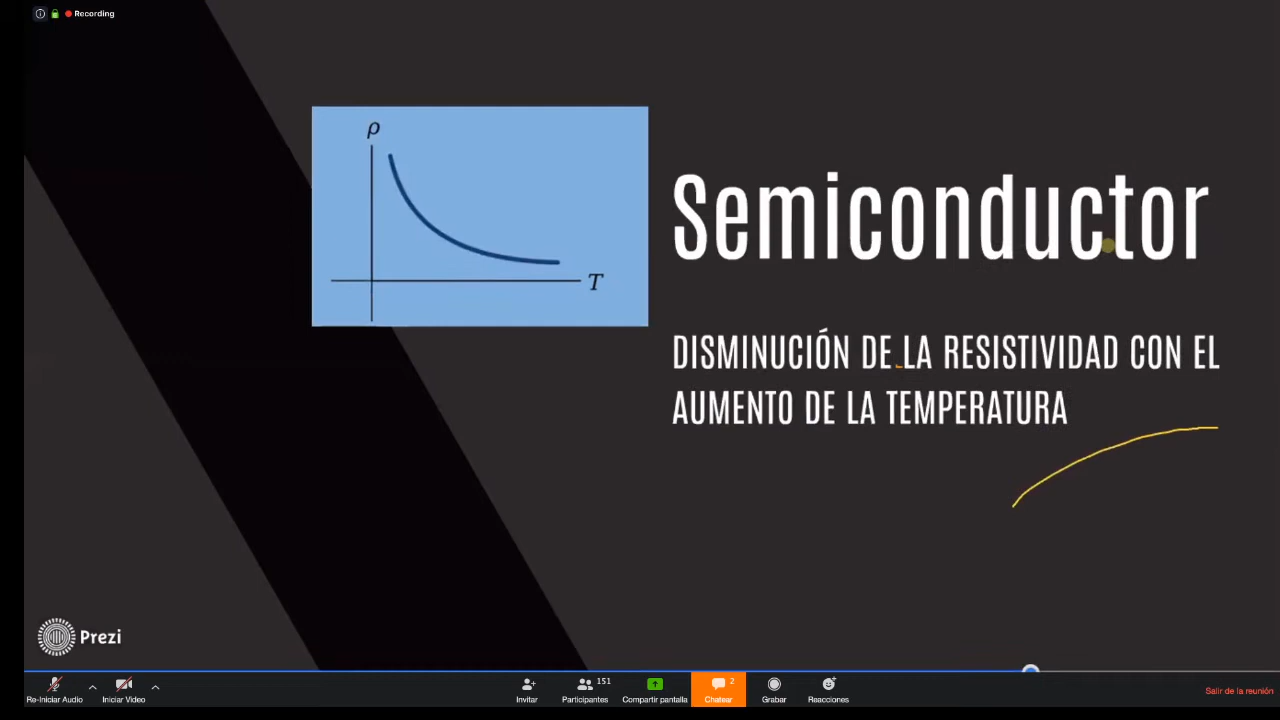 Recording
ρ
T
Semiconductor
DISMINUCIÓN DE LA RESISTIVIDAD CON EL
AUMENTO DE LA TEMPERATURA
Prezi
Re-Iniciar Audio
Iniciar Video
Invitar
151
Participantes
Compartir pantalla
2
Chatear
Grabar
Reacciones
Salir de la reunión